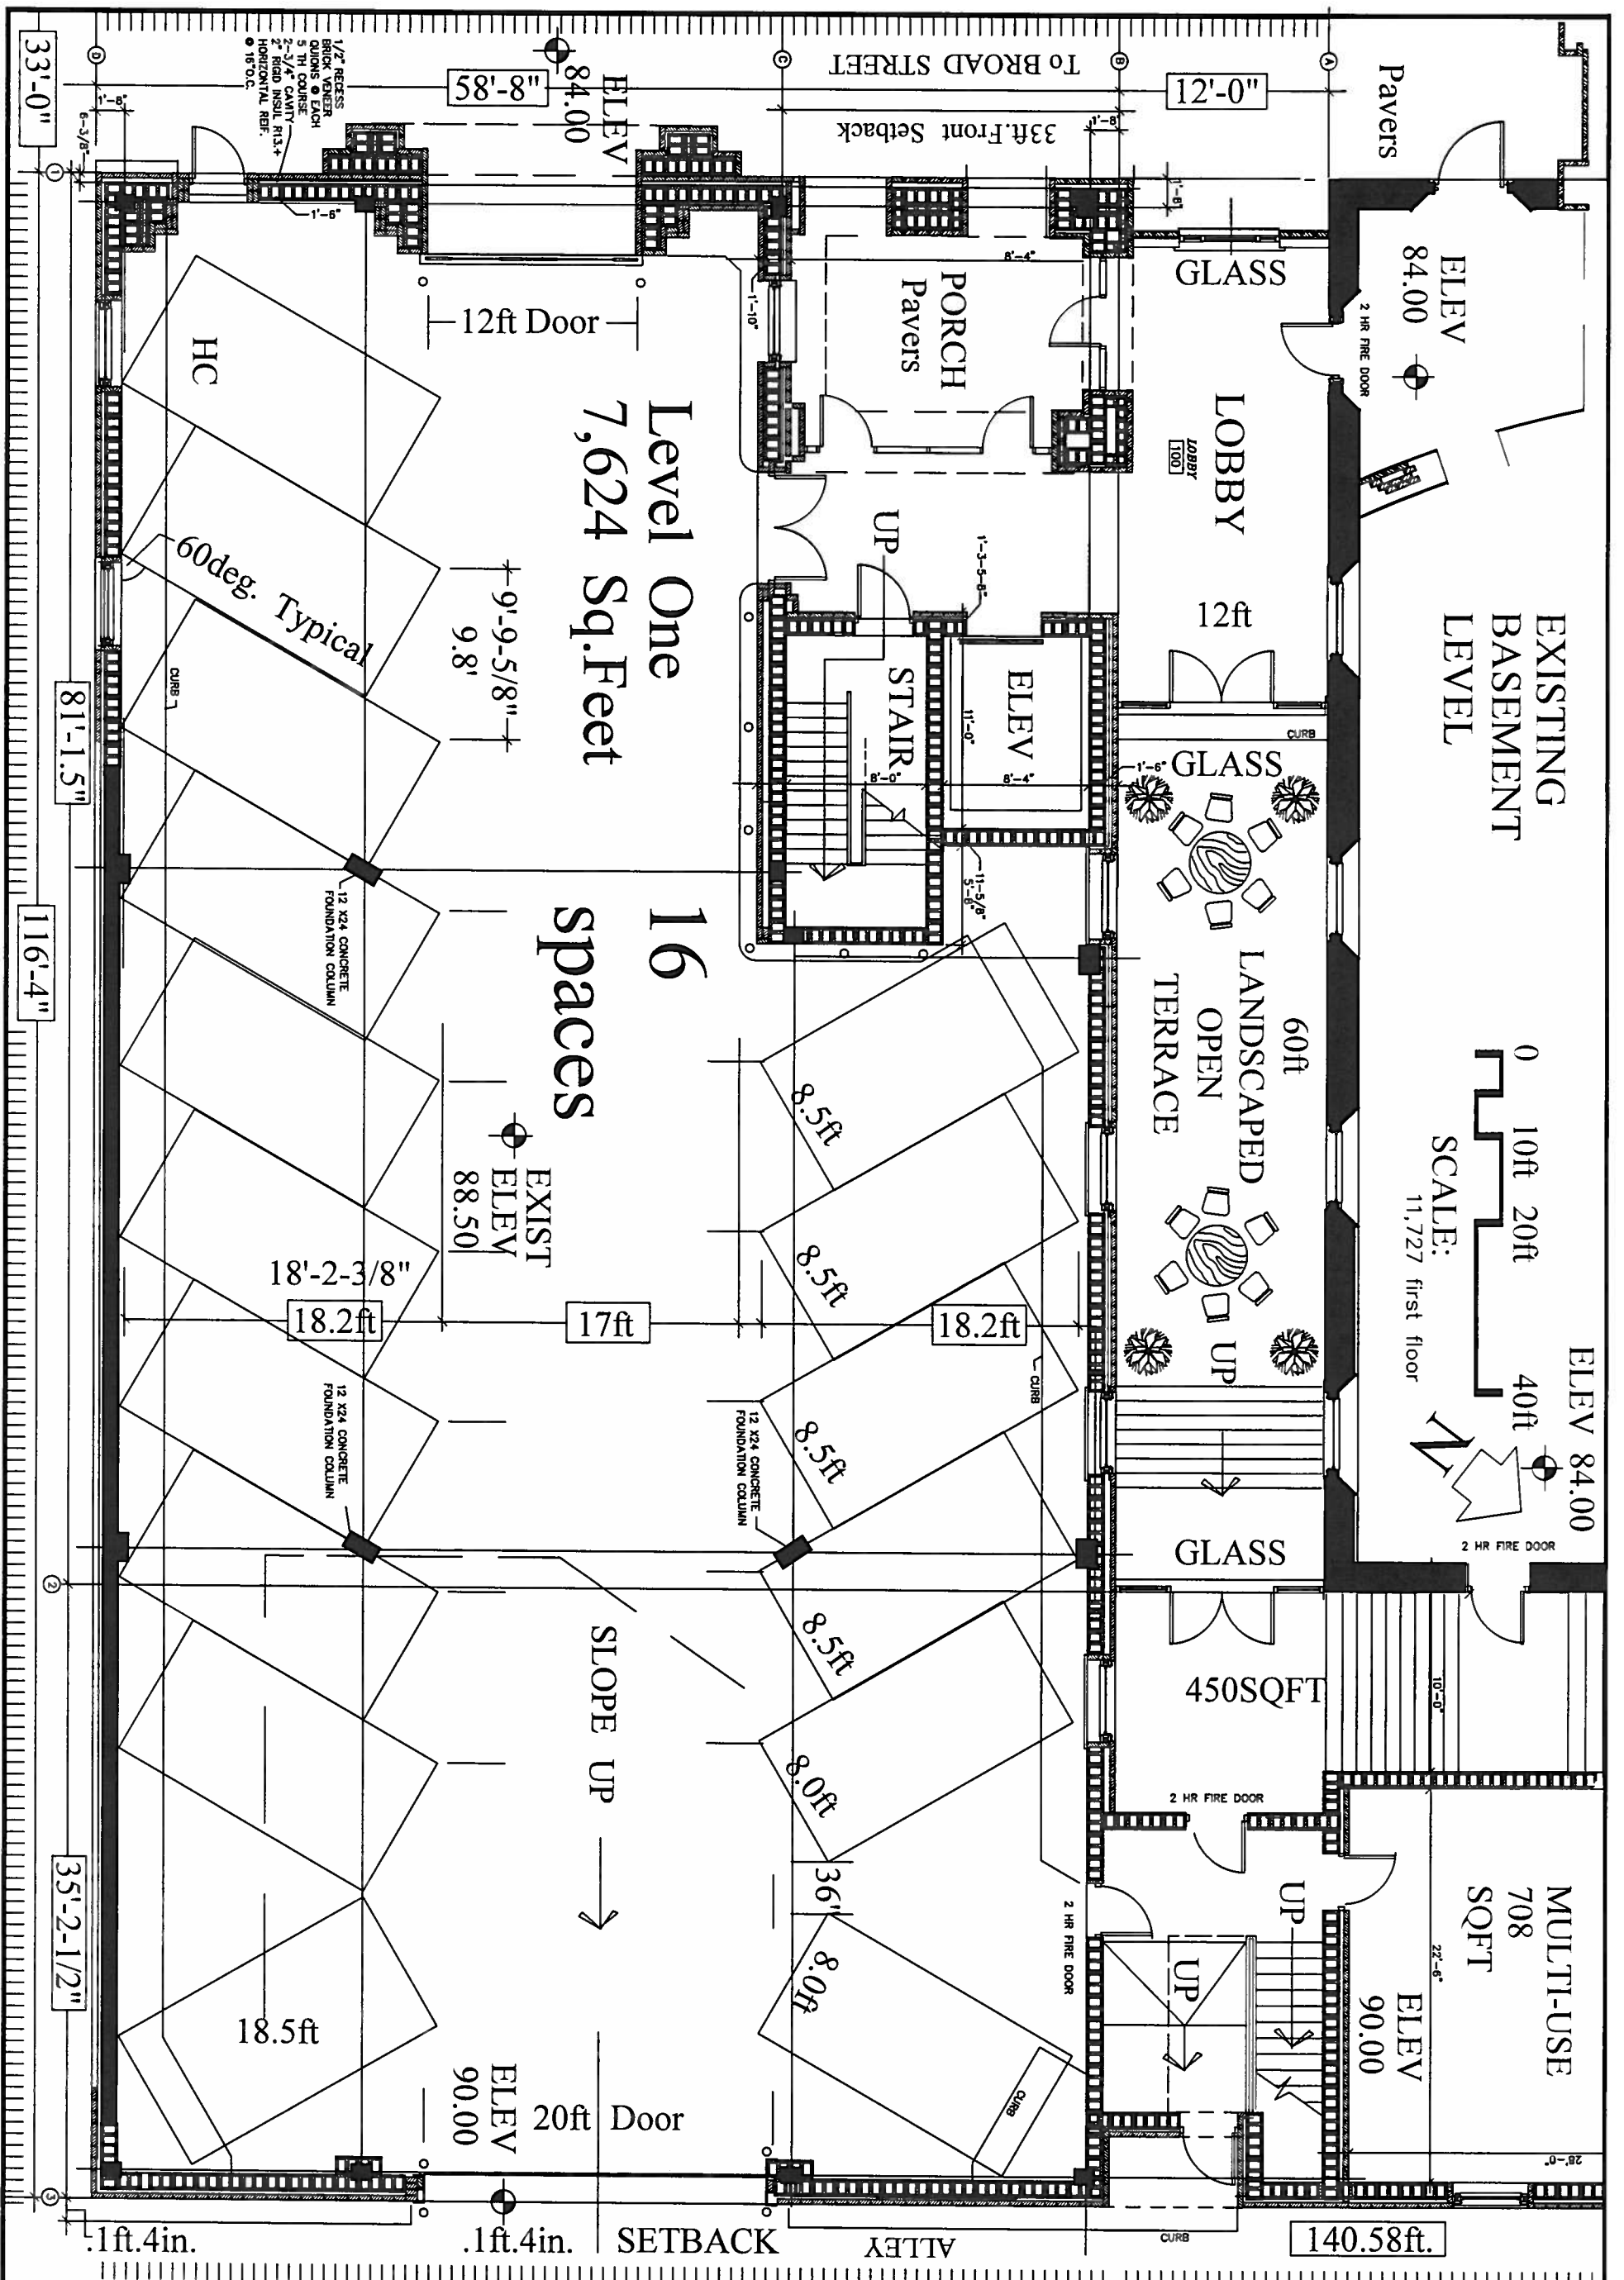 33'-0"
D
1/2" RECESS
BRICK VENEER
QUIONS @ EACH
5 TH COURSE
2-3/4" CAVITY
2" RIGID INSUL R13.+
HORIZONTAL REIF.
@ 16"O.C.
1'-8"
6-3/8"
1
58'-8"
ELEV
84.00
C
To BROAD STREET
33ft.Front Setback
B
12'-0"
A
Pavers
1'-8"
1'-8"
1'-6"
ELEV
84.00
2 HR FIRE DOOR
GLASS
8'-4"
1'-10"
PORCH
Pavers
12ft Door
HC
LOBBY
LOBBY
100
Level One
7,624 Sq.Feet
UP
1'-3-5-8"
12ft
EXISTING
BASEMENT
LEVEL
60deg. Typical
9'-9-5/8"
9.8'
CURB
81'-1.5"
STAIR
ELEV
11'-0"
8'-0"
8'-4"
1'-6"
CURB
GLASS
11-5/8"
5'-8"
12 X24 CONCRETE
FOUNDATION COLUMN
116'-4"
16
spaces
60ft
LANDSCAPED
OPEN
TERRACE
0 10ft 20ft 40ft
SCALE:
11,727 first floor
ELEV 84.00
N
8.5ft
EXIST
ELEV
88.50
18'-2-3/8"
18.2ft
17ft
18.2ft
8.5ft
CURB
UP
12 X24 CONCRETE
FOUNDATION COLUMN
12 X24 CONCRETE
FOUNDATION COLUMN
8.5ft
GLASS
2 HR FIRE DOOR
2
8.5ft
SLOPE UP
450SQFT
10'-0"
8.0ft
2 HR FIRE DOOR
36"
2 HR FIRE DOOR
UP
MULTI-USE
708
SQFT
22'-6"
35'-2-1/2"
8.0ft
UP
ELEV
90.00
18.5ft
CURB
ELEV
90.00
20ft Door
28'-0"
3
.1ft.4in.
.1ft.4in.
SETBACK
ALLEY
CURB
140.58ft.